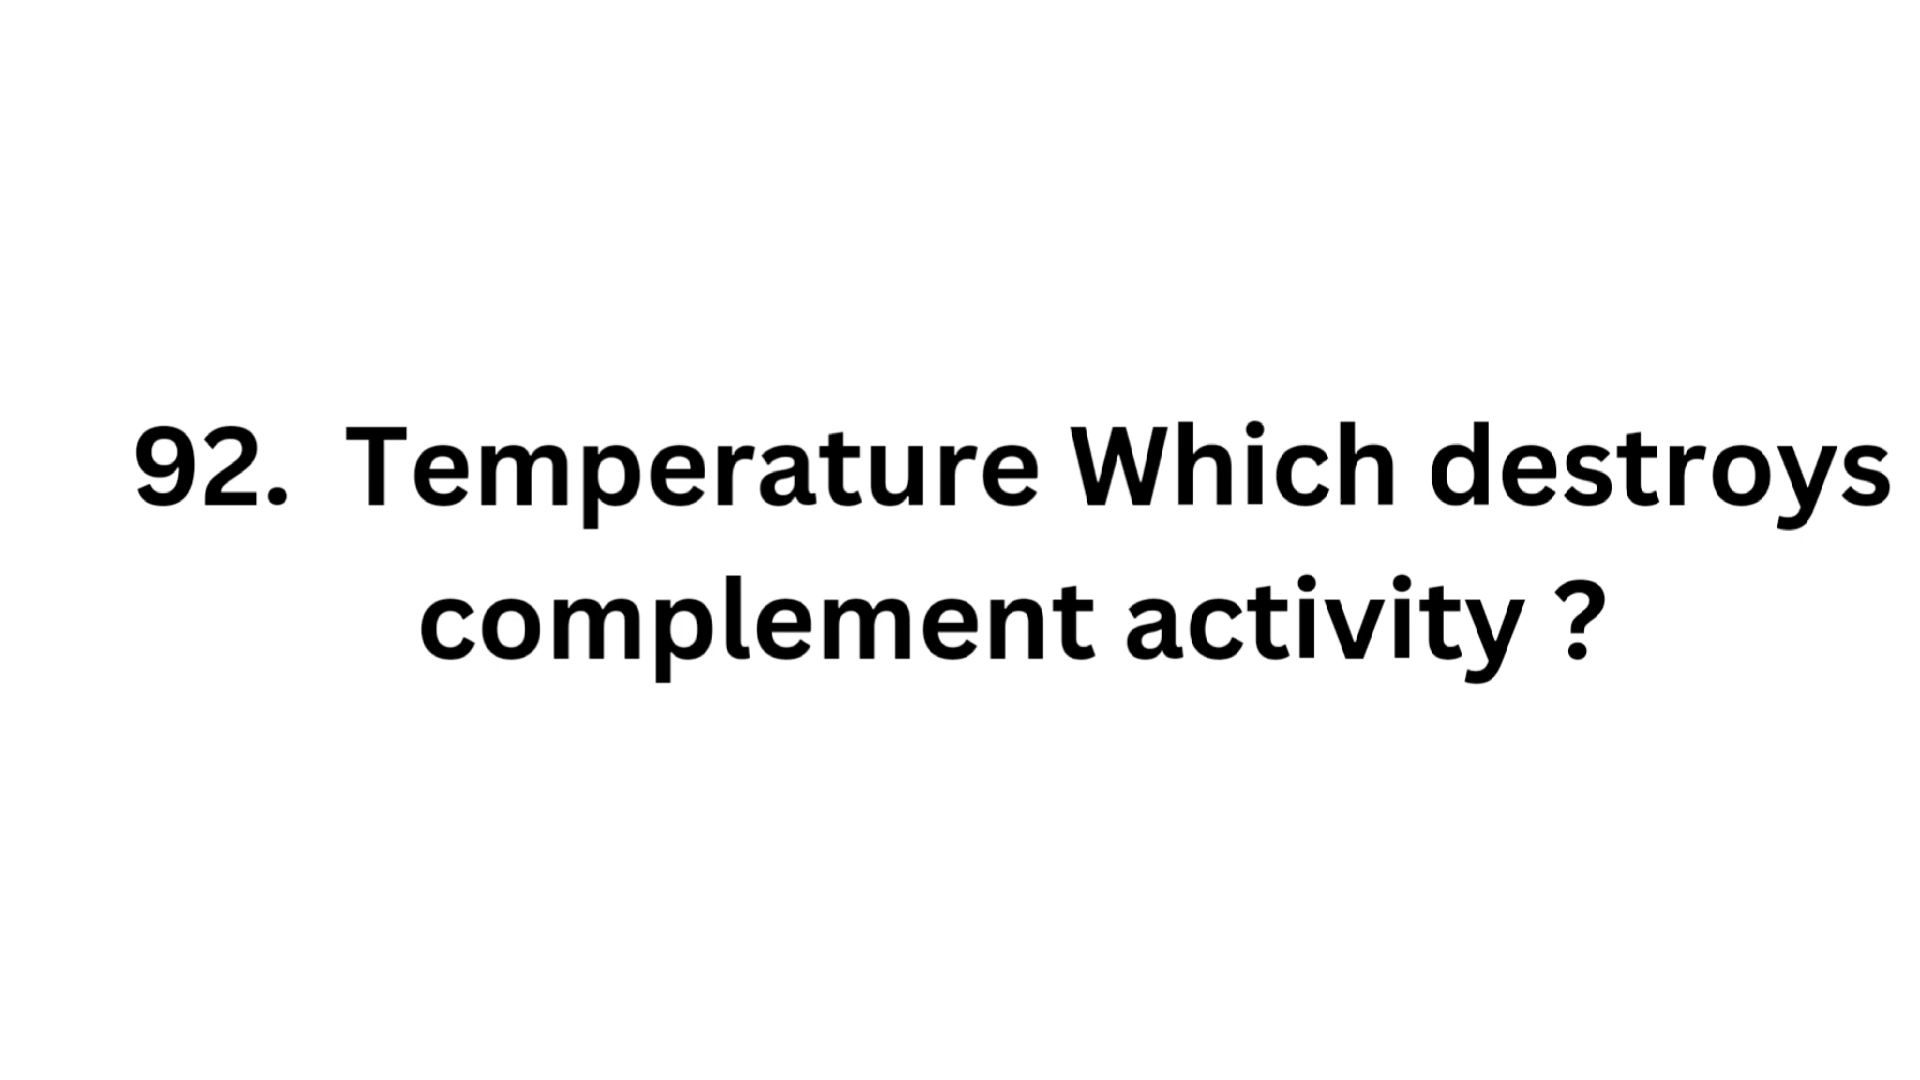 92. Temperature Which destroys
complement activity ?